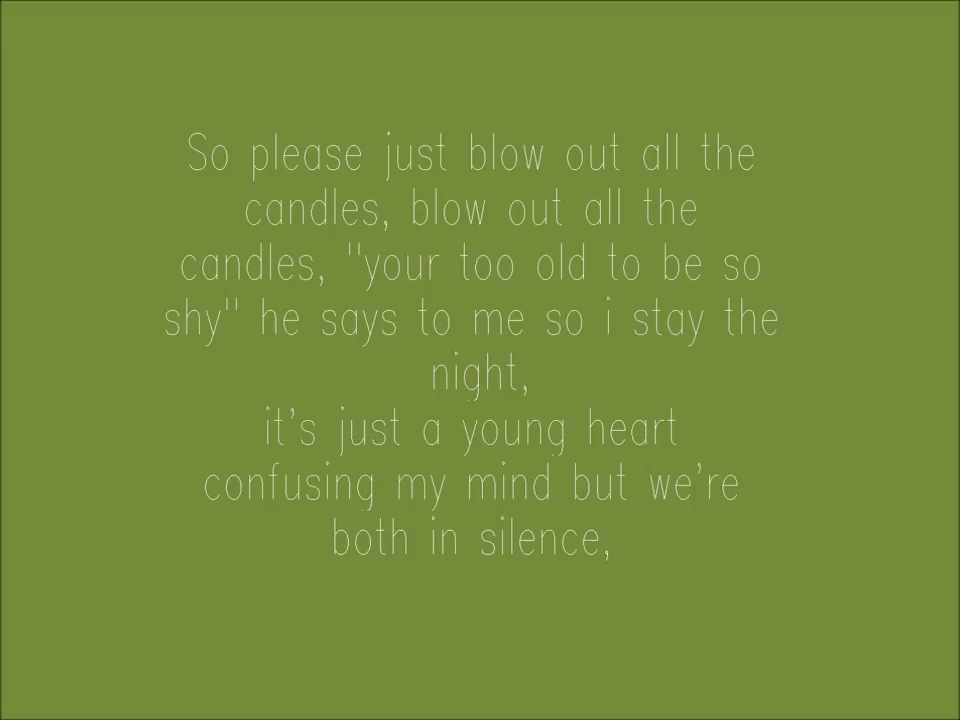 So please just blow out all the
candles, blow out all the
candles, "your too old to be so
shy" he says to me so i stay the
night,
it's just a young heart
confusing my mind but we're
both in silence,